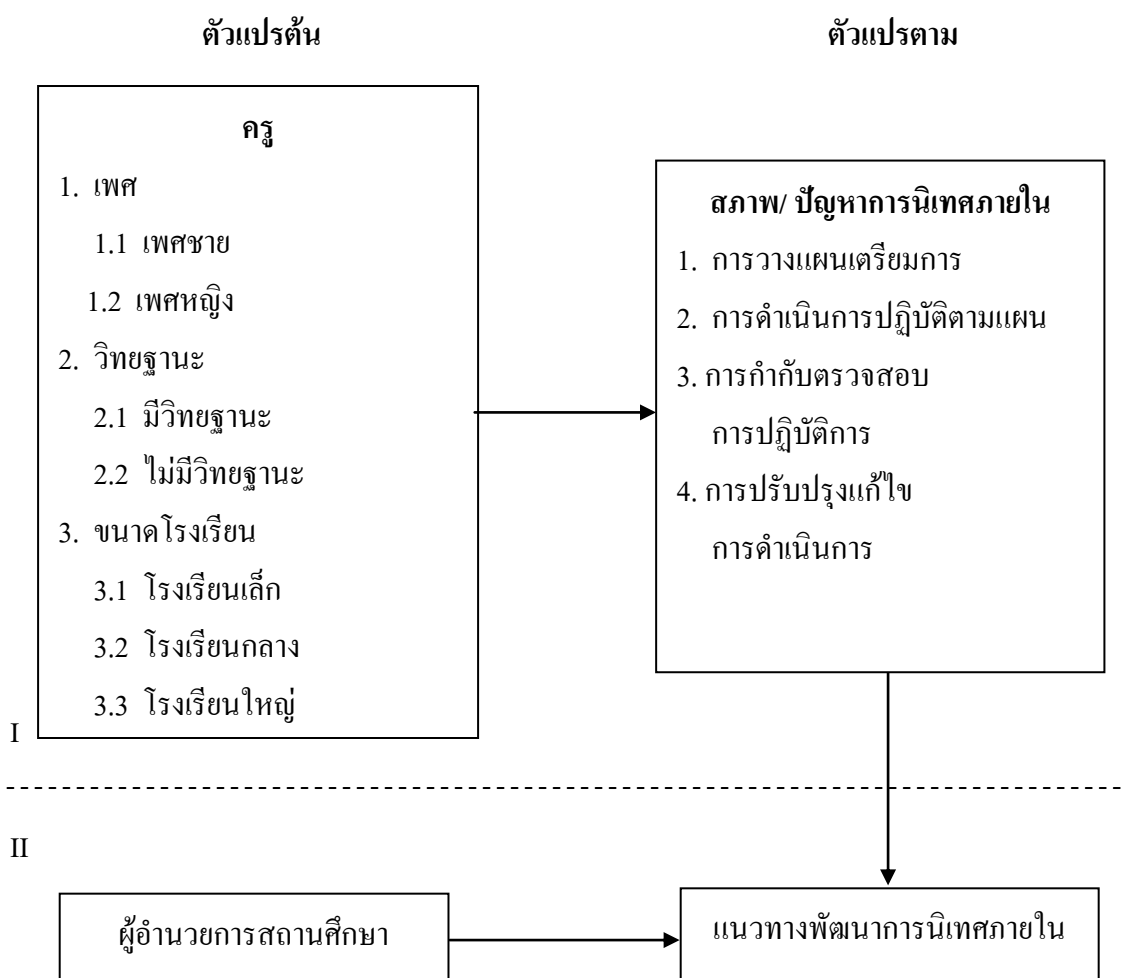 ตัวแปรต้น
ตัวแปรตาม
ครู
1. เพศ
1.1 เพศชาย
1.2 เพศหญิง
2. วิทยฐานะ
2.1 มีวิทยฐานะ
2.2 ไม่มีวิทยฐานะ
3. ขนาดโรงเรียน
3.1 โรงเรียนเล็ก
3.2 โรงเรียนกลาง
3.3 โรงเรียนใหญ่
I
สภาพ/ ปัญหาการนิเทศภายใน
1. การวางแผนเตรียมการ
2. การดำเนินการปฏิบัติตามแผน
3. การกำกับตรวจสอบ
การปฏิบัติการ
4. การปรับปรุงแก้ไข
การดำเนินการ
II
ผู้อำนวยการสถานศึกษา
แนวทางพัฒนาการนิเทศภายใน